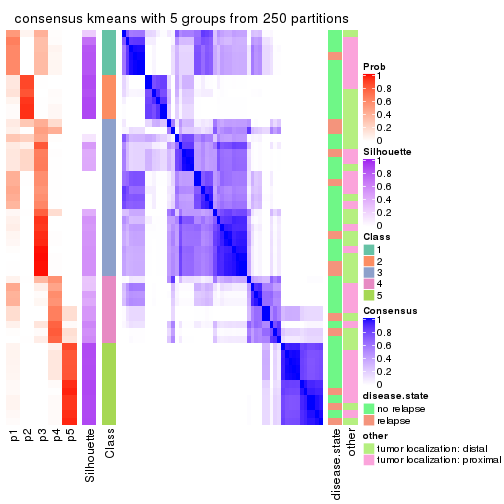 consensus kmeans with 5 groups from 250 partitions
Prob
1
0.8
0.6
0.4
0.2
0
Silhouette
1
0.8
0.6
0.4
0.2
0
Class
1
2
3
4
5
Consensus
1
0.8
0.6
0.4
0.2
0
disease.state
no relapse
relapse
other
tumor localization: distal
tumor localization: proximal
p1
p2
p3
p4
p5
Silhouette
Class
disease.state
other